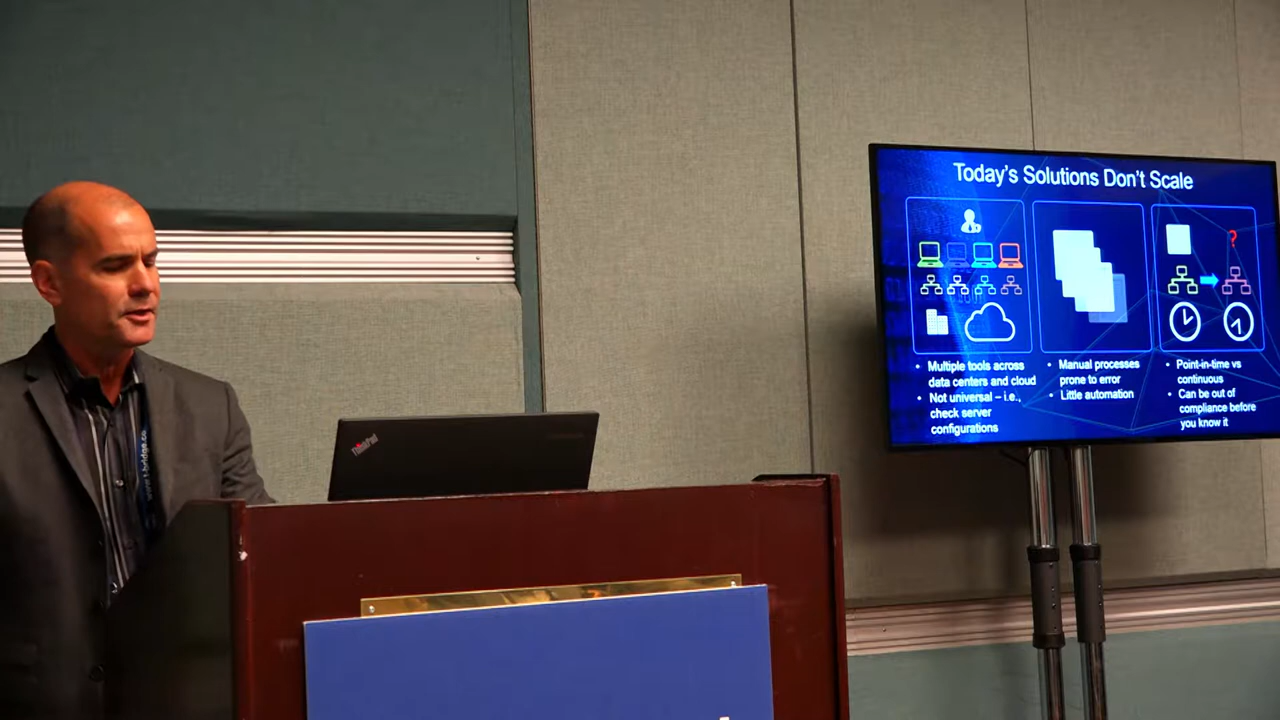 Today's Solutions Don't Scale
?
• Multiple tools across
data centers and cloud
• Not universal – i.e.,
check server
configurations
• Manual processes
prone to error
• Little automation
• Point-in-time vs
continuous
• Can be out of
compliance before
you know it
ThinkPad